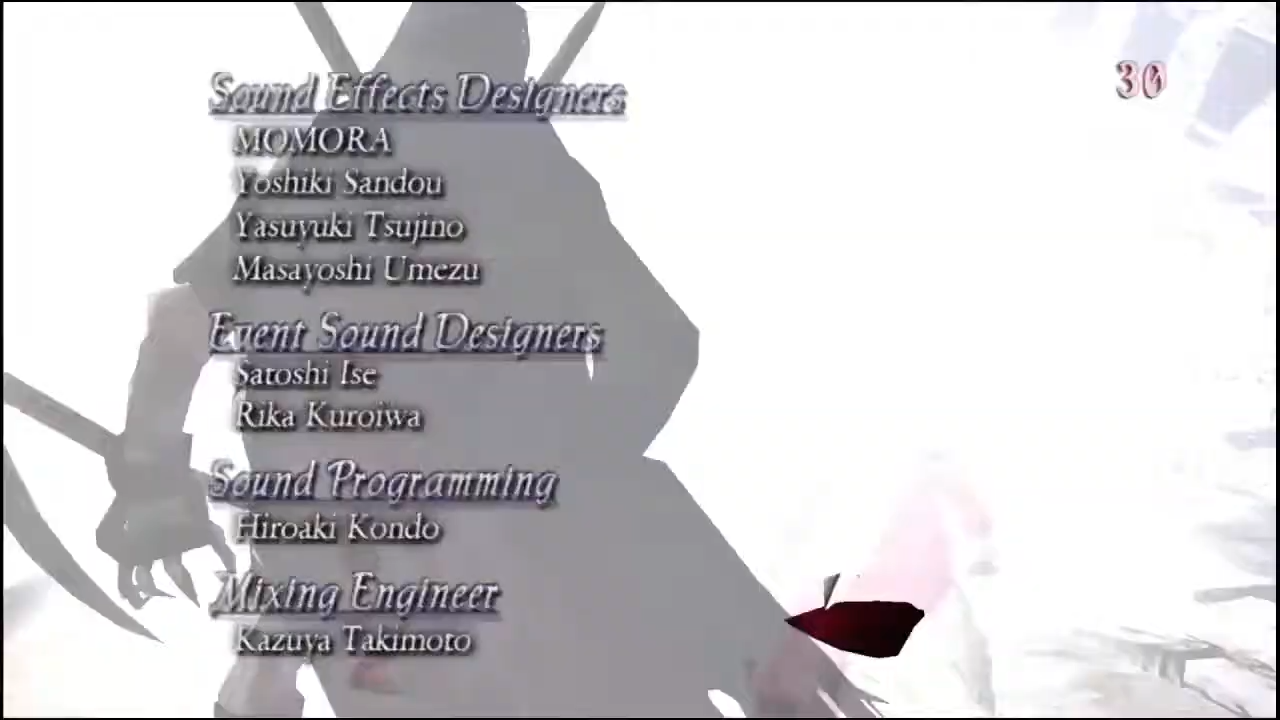 Sound Effects Designers
30
MOMORA
Yoshiki Sandou
Yasuyuki Tsujino
Masayoshi Umezu
Event Sound Designers
Satoshi Ise
Rika Kuroiwa
Sound Programming
Hiroaki Kondo
Mixing Engineer
Kazuya Takimoto